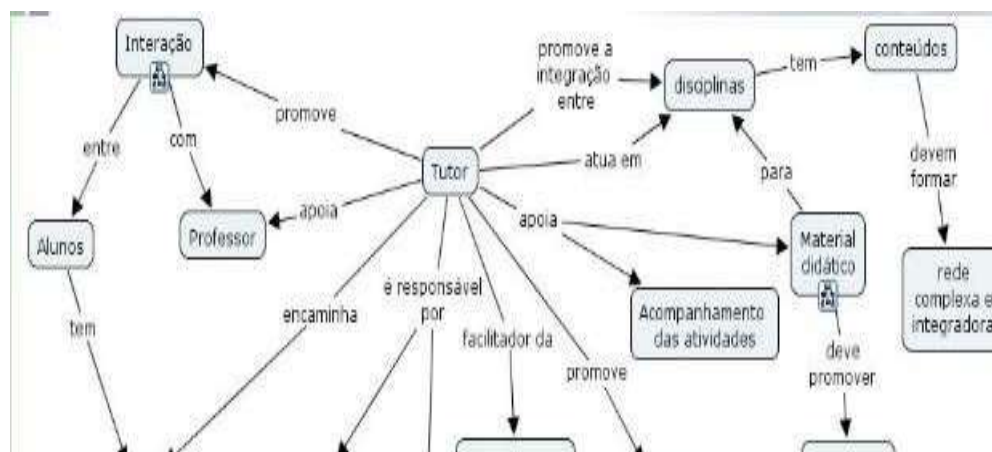 Interação
promove a
integração
entre
tem
conteúdos
disciplinas
promove
entre
com
atua em
devem
formar
Tutor
para
apoia
apoia
Alunos
Professor
Material
didático
rede
complexa e
integradora
é responsável
por
encaminha
Acompanhamento
das atividades
tem
facilitador da
promove
deve
promover